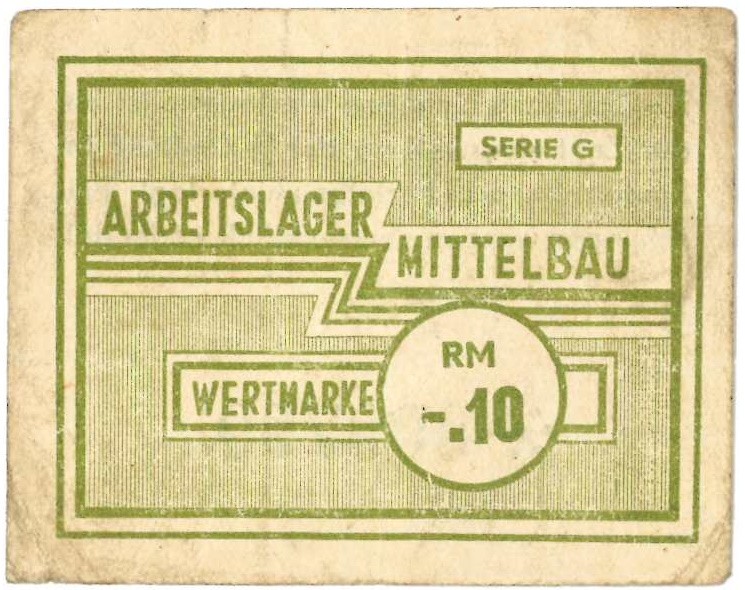 SERIE G
ARBEITSLAGER
MITTELBAU
RM
WERTMARKE -.10